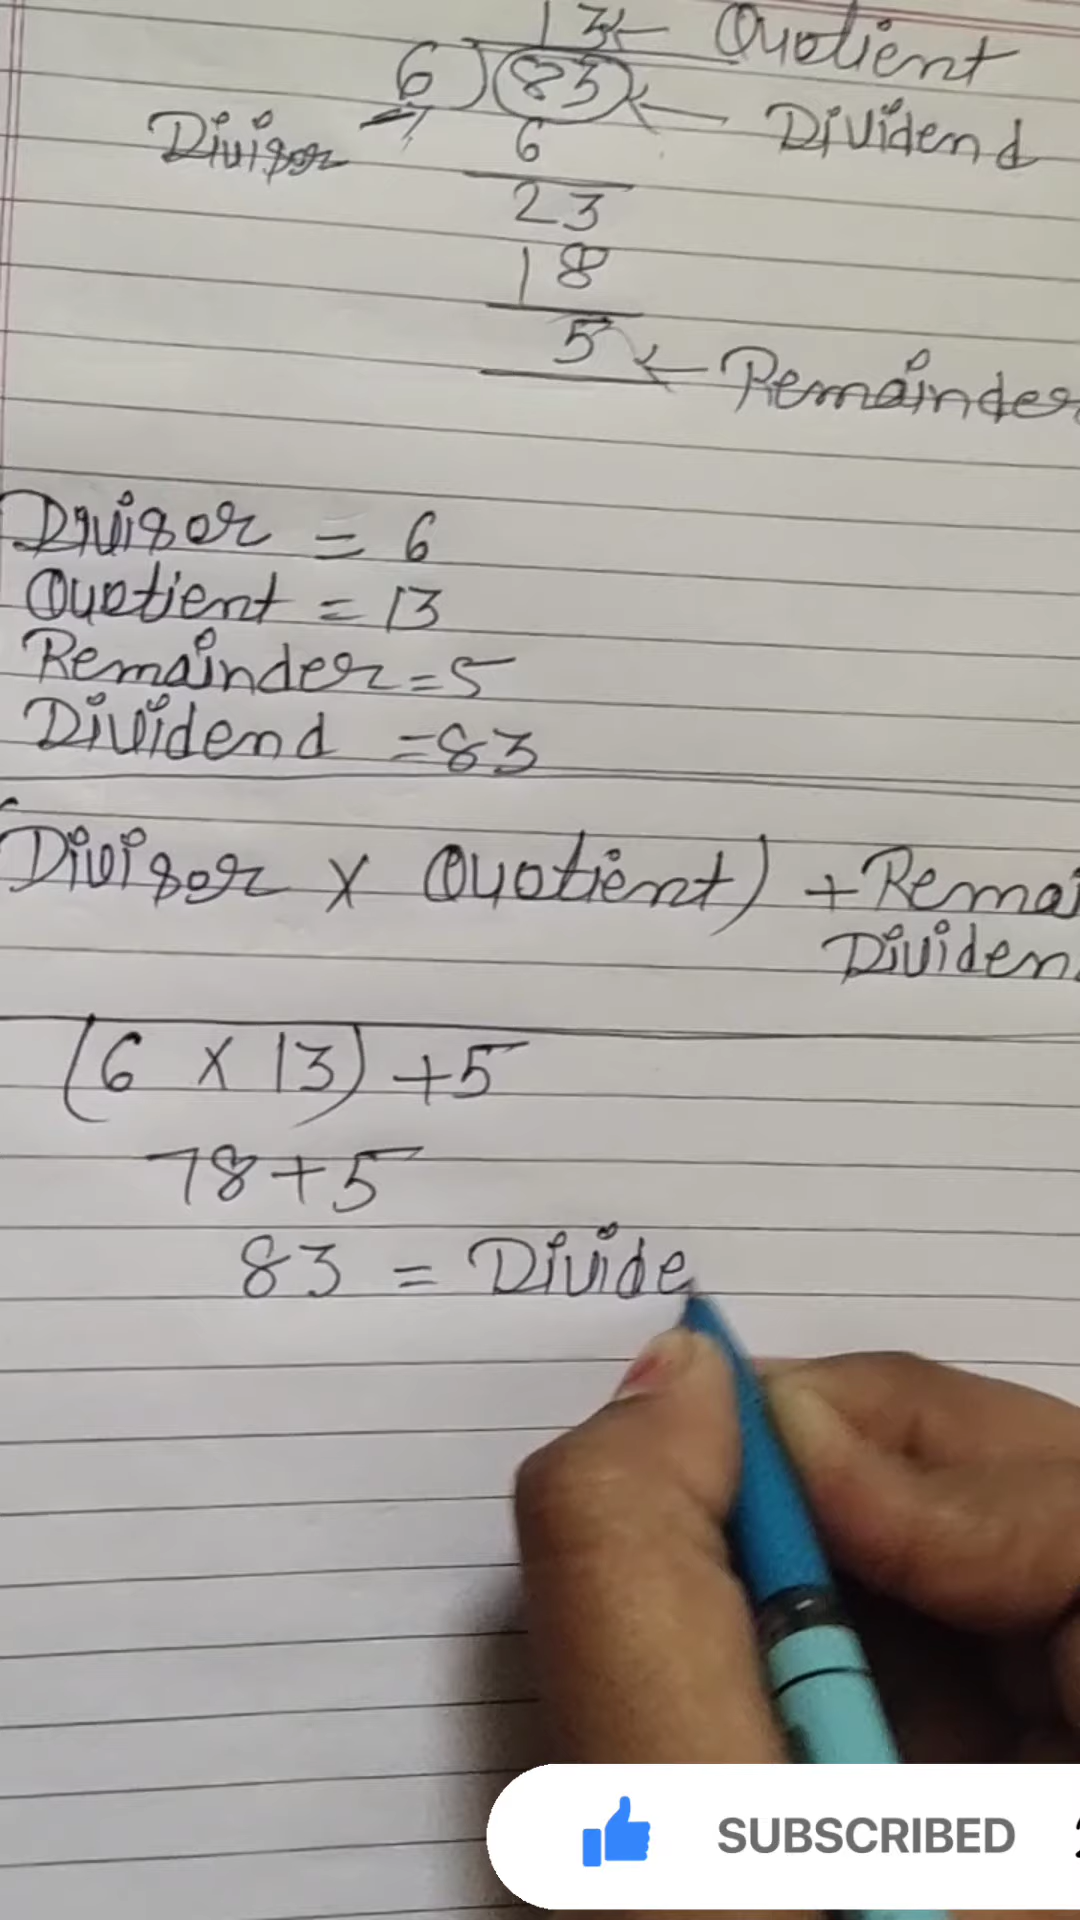 13 ← Quotient
6 ) 83 ← Dividend
Divisor
6
23
18
5 ← Remainder
Divisor = 6
Quotient = 13
Remainder = 5
Dividend = 83
Divisor X Quotient) + Remai
Dividen
(6 X 13) + 5
78 + 5
83 = Divide
SUBSCRIBED